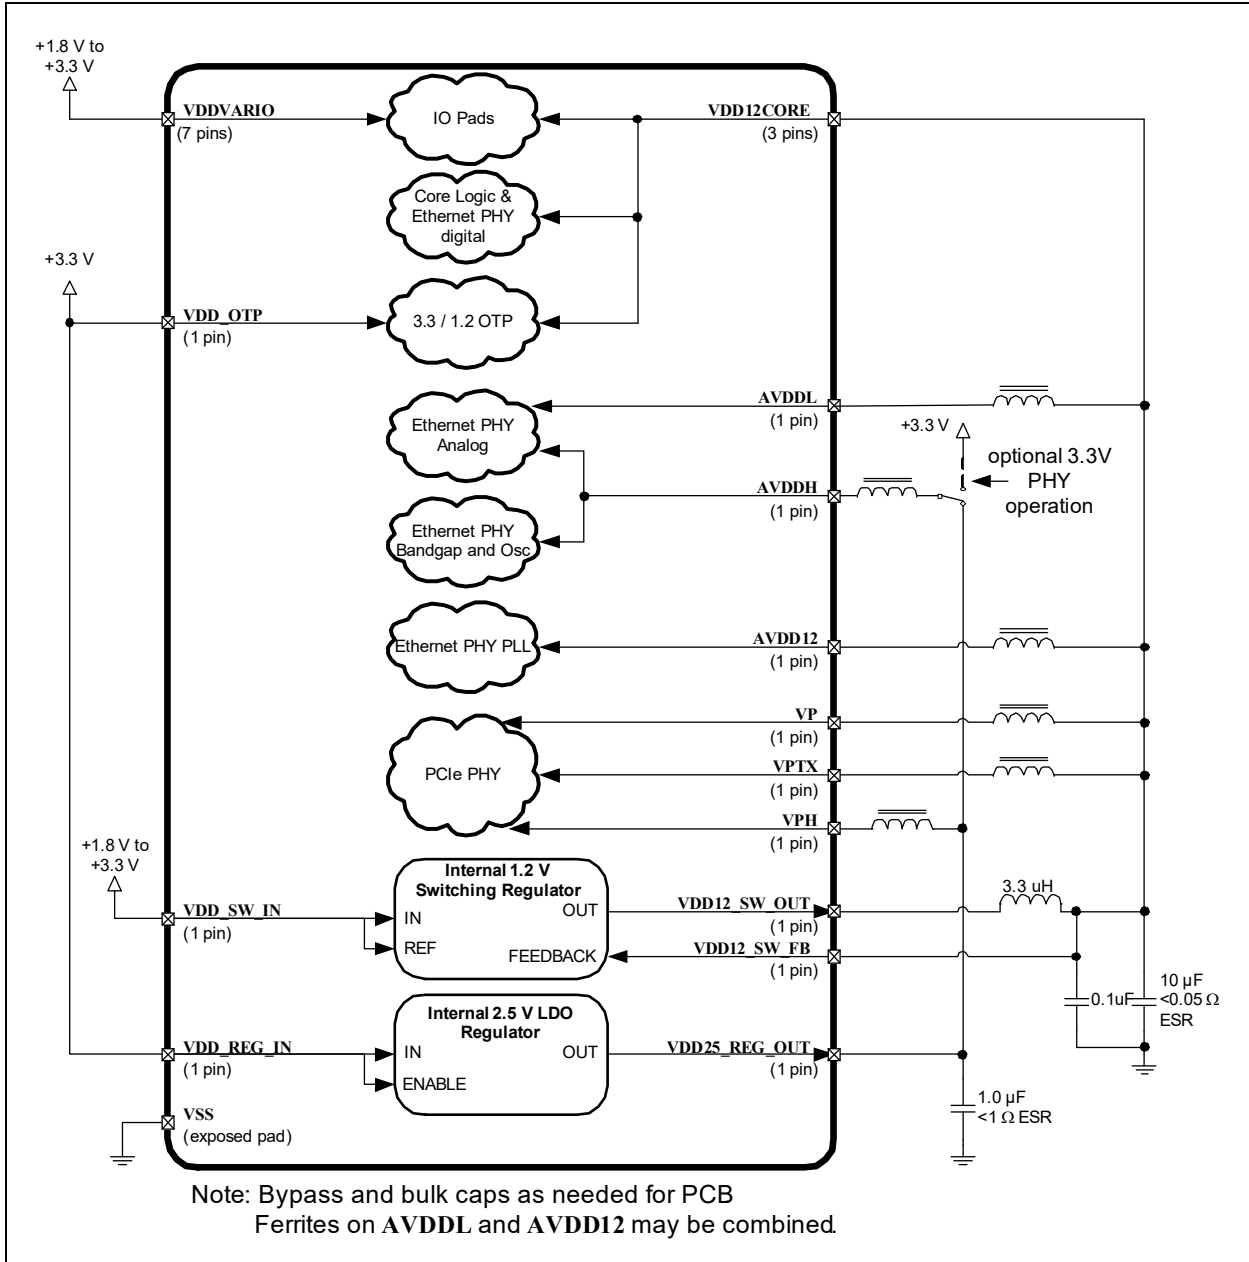 +1.8 V to
+3.3 V
VDDVARIO
(7 pins)
IO Pads
VDD12CORE
(3 pins)
Core Logic &
Ethernet PHY
digital
+3.3 V
VDD_OTP
(1 pin)
3.3 / 1.2 OTP
AVDDL
(1 pin)
Ethernet PHY
Analog
+3.3 V
optional 3.3V
PHY
operation
AVDDH
(1 pin)
Ethernet PHY
Bandgap and Osc
AVDD12
(1 pin)
Ethernet PHY PLL
VP
(1 pin)
PCIe PHY
VPTX
(1 pin)
VPH
(1 pin)
+1.8 V to
+3.3 V
Internal 1.2 V
Switching Regulator
3.3 uH
VDD_SW_IN
(1 pin)
IN
REF
OUT
FEEDBACK
VDD12_SW_OUT
(1 pin)
VDD12_SW_FB
(1 pin)
0.1uF
10 µF
<0.05 Ω
ESR
Internal 2.5 V LDO
Regulator
VDD_REG_IN
(1 pin)
IN
ENABLE
OUT
VDD25_REG_OUT
(1 pin)
1.0 µF
<1 Ω ESR
VSS
(exposed pad)
Note: Bypass and bulk caps as needed for PCB
Ferrites on AVDDL and AVDD12 may be combined.